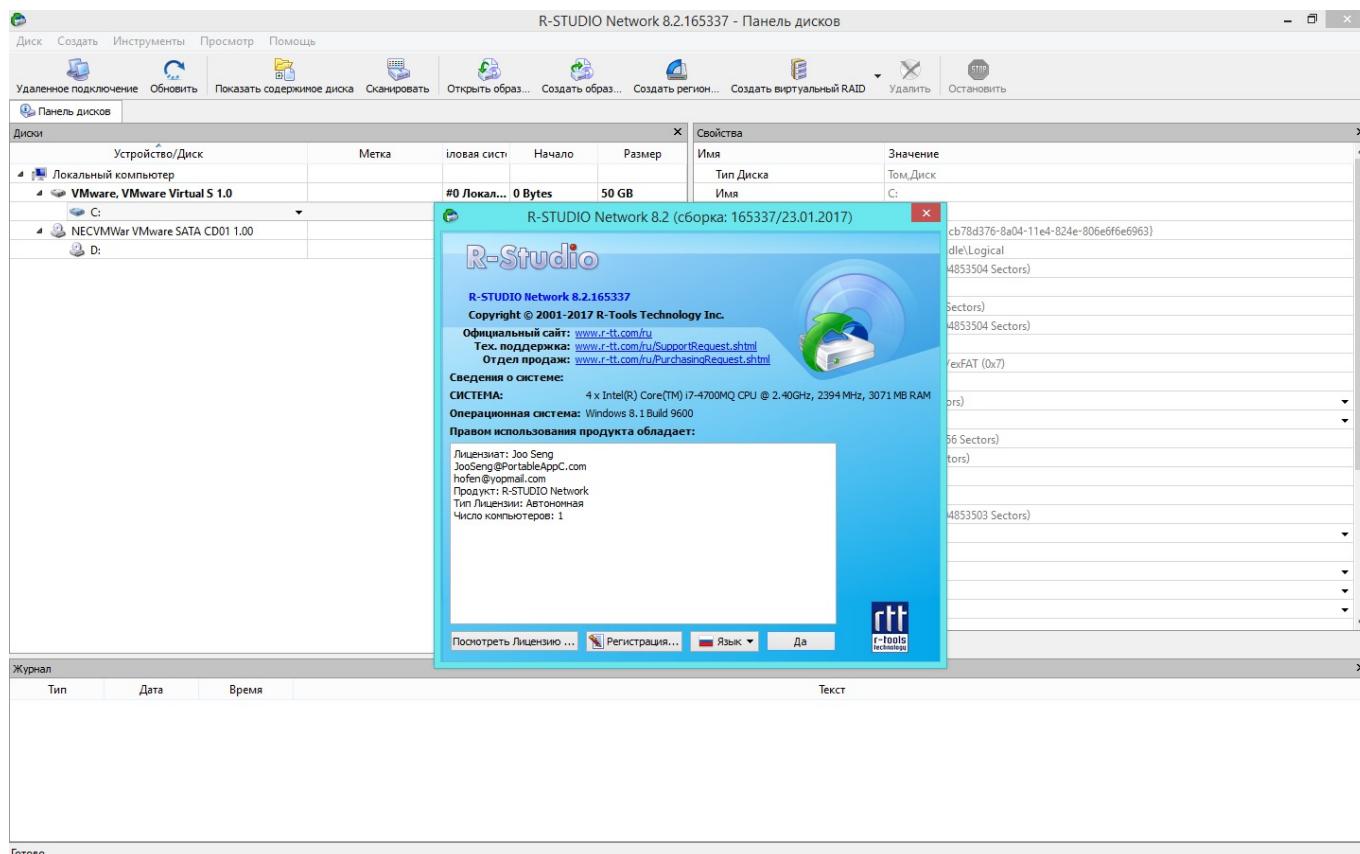 R-STUDIO Network 8.2.165337 - Панель дисков
Диск Создать Инструменты Просмотр Помощь
Удаленное подключение Обновить Показать содержимое диска Сканировать Открыть образ... Создать образ... Создать регион... Создать виртуальный RAID Удалить Остановить
Панель дисков
Диски
Устройство/Диск Метка Начало Размер
Локальный компьютер
VMware, VMware Virtual S 1.0 #0 Локал... 0 Bytes 50 GB
C:
NECVMWar VMware SATA CD01 1.00
D:
Свойства
Имя Значение
Тип Диска Том,Диск
Имя C:
cb78d376-8a04-11e4-824e-806e6f6e6963}
dle\Logical
4853504 Sectors)
Sectors)
4853504 Sectors)
/exFAT (0x7)
ors)
56 Sectors)
tors)
4853503 Sectors)
R-STUDIO Network 8.2 (сборка: 165337/23.01.2017)
R-Studio
R-STUDIO Network 8.2.165337
Copyright © 2001-2017 R-Tools Technology Inc.
Официальный сайт: www.r-tt.com/ru
Тех. поддержка: www.r-tt.com/ru/SupportRequest.shtml
Отдел продаж: www.r-tt.com/ru/PurchasingRequest.shtml
Сведения о системе:
СИСТЕМА: 4 x Intel(R) Core(TM) i7-4700MQ CPU @ 2.40GHz, 2394 MHz, 3071 MB RAM
Операционная система: Windows 8.1 Build 9600
Правом использования продукта обладает:
Лицензиат: Joo Seng
JooSeng@PortableAppC.com
hofen@yopmail.com
Продукт: R-STUDIO Network
Тип Лицензии: Автономная
Число компьютеров: 1
Посмотреть Лицензию ... Регистрация... Язык Да
rtt
r-tools
technology
Журнал
Тип Дата Время Текст
Готово